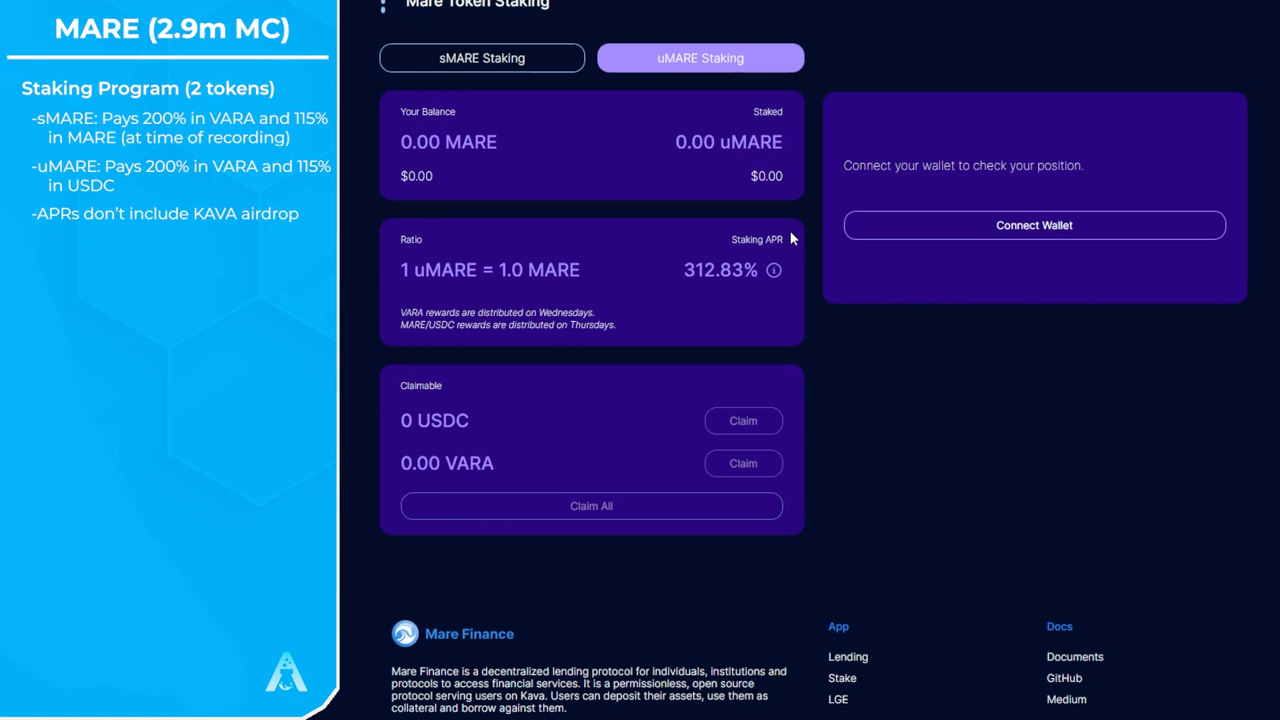 MARE (2.9m MC)
Staking Program (2 tokens)
-sMARE: Pays 200% in VARA and 115%
in MARE (at time of recording)
-uMARE: Pays 200% in VARA and 115%
in USDC
-APRs don't include KAVA airdrop
Mare Token Staking
sMARE Staking
uMARE Staking
Your Balance
Staked
0.00 MARE
0.00 uMARE
$0.00
$0.00
Ratio
Staking APR
1 uMARE = 1.0 MARE
312.83%
VARA rewards are distributed on Wednesdays.
MARE/USDC rewards are distributed on Thursdays.
Claimable
0 USDC
Claim
0.00 VARA
Claim
Claim All
Connect your wallet to check your position.
Connect Wallet
Mare Finance
Mare Finance is a decentralized lending protocol for individuals, institutions and
protocols to access financial services. It is a permissionless, open source
protocol serving users on Kava. Users can deposit their assets, use them as
collateral and borrow against them.
App
Lending
Stake
LGE
Docs
Documents
GitHub
Medium